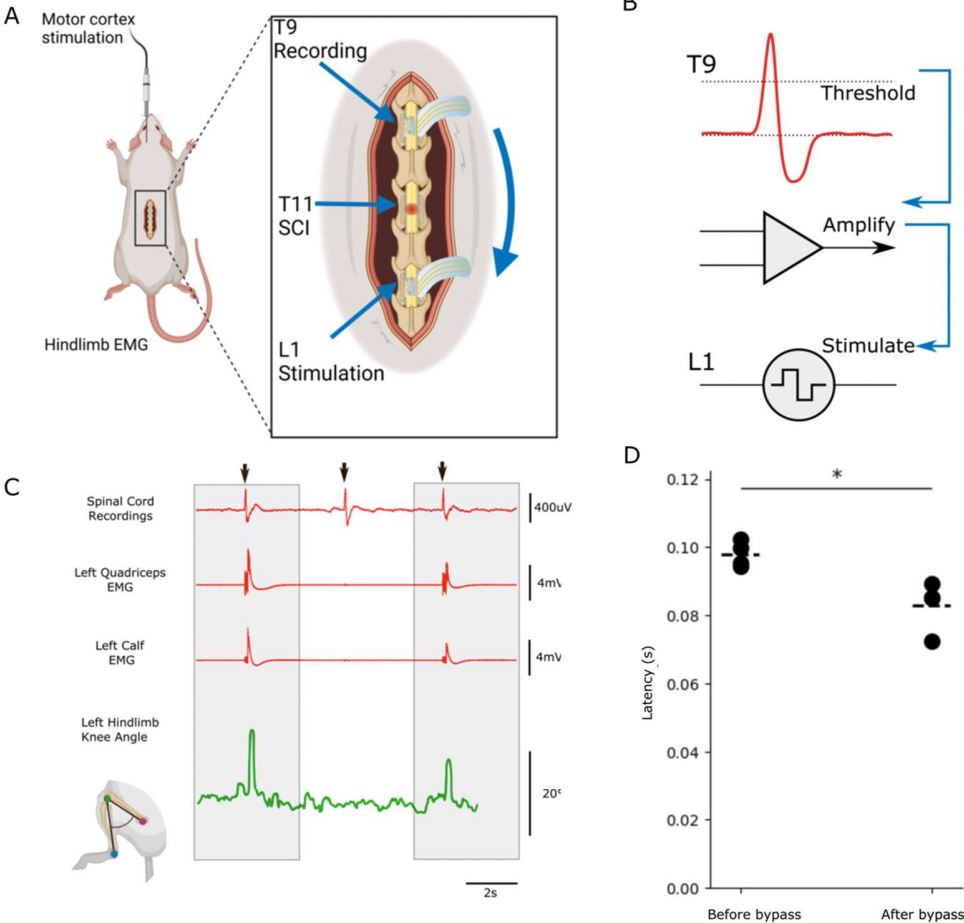 A
Motor cortex
stimulation
Hindlimb EMG
T9
Recording
T11
SCI
L1
Stimulation
B
T9
Threshold
Amplify
Stimulate
L1
C
Spinal Cord
Recordings
400uV
Left Quadriceps
EMG
4mV
Left Calf
EMG
4mV
Left Hindlimb
Knee Angle
20°
2s
D
*
0.12
0.10
0.08
0.06
0.04
0.02
0.00
Latency (s)
Before bypass
After bypass